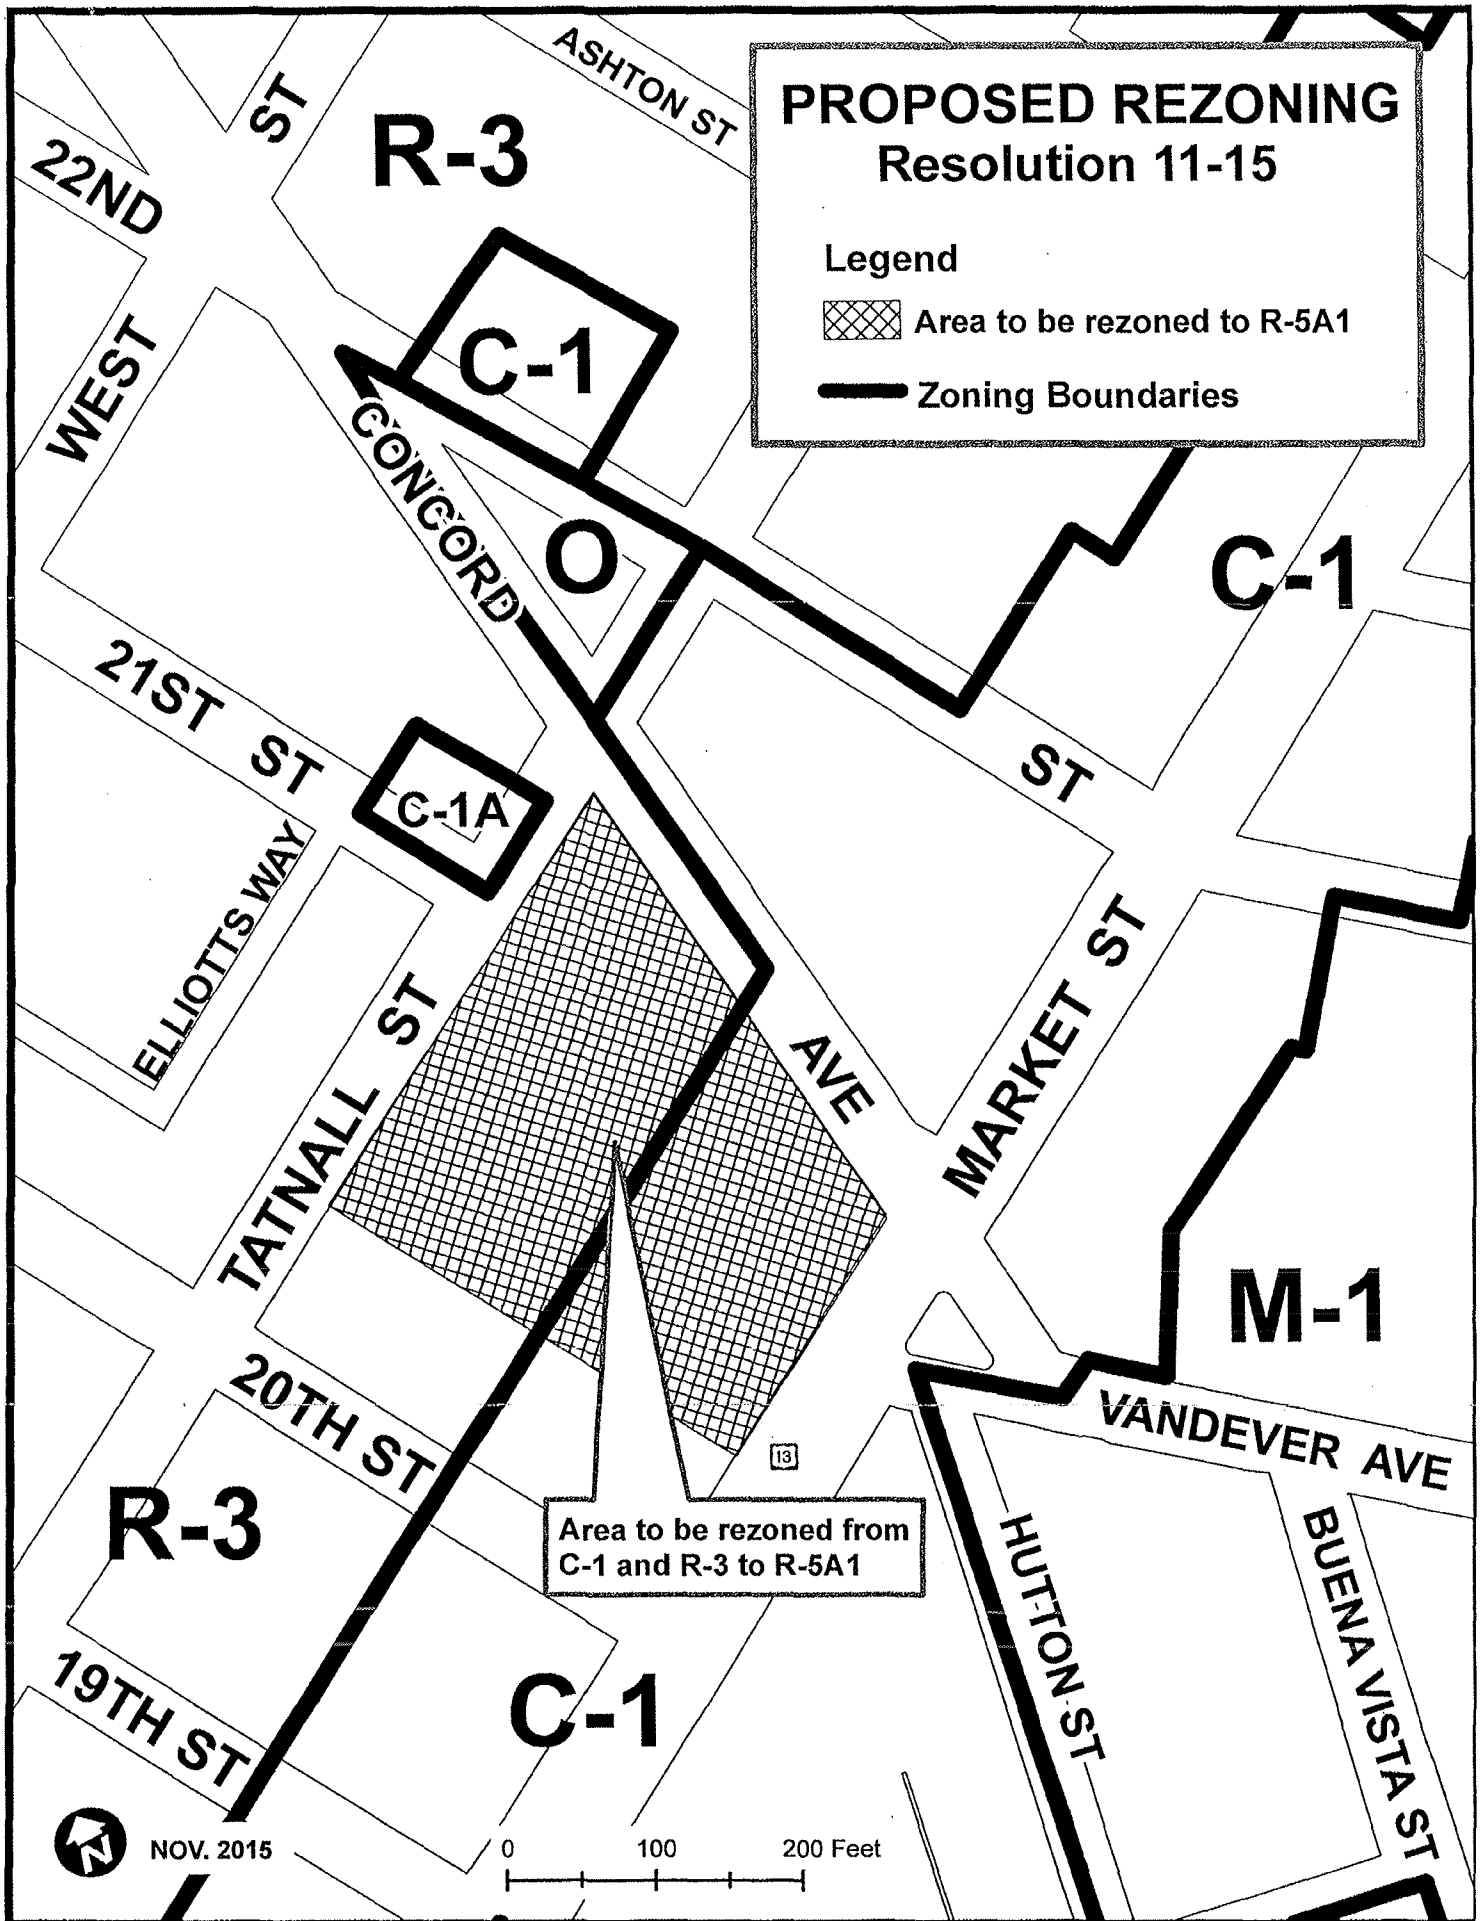 ASHTON ST
PROPOSED REZONING
Resolution 11-15
Legend
Area to be rezoned to R-5A1
Zoning Boundaries
ST
R-3
22ND
C-1
WEST
CONCORD
O
C-1
21ST ST
ST
C-1A
ELLIOTTS WAY
MARKET ST
TATNALL ST
AVE
M-1
VANDEVER AVE
20TH ST
13
R-3
Area to be rezoned from
C-1 and R-3 to R-5A1
HUTTON ST
BUENA VISTA ST
19TH ST
C-1
N
NOV. 2015
0 100 200 Feet